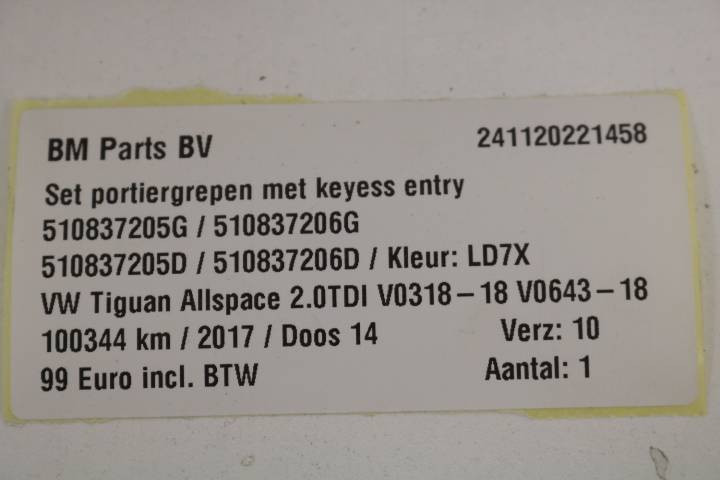 BM Parts BV 241120221458
Set portiergrepen met keyess entry
510837205G / 510837206G
510837205D / 510837206D / Kleur: LD7X
VW Tiguan Allspace 2.0TDI V0318-18 V0643-18
100344 km / 2017 / Doos 14 Verz: 10
99 Euro incl. BTW Aantal: 1